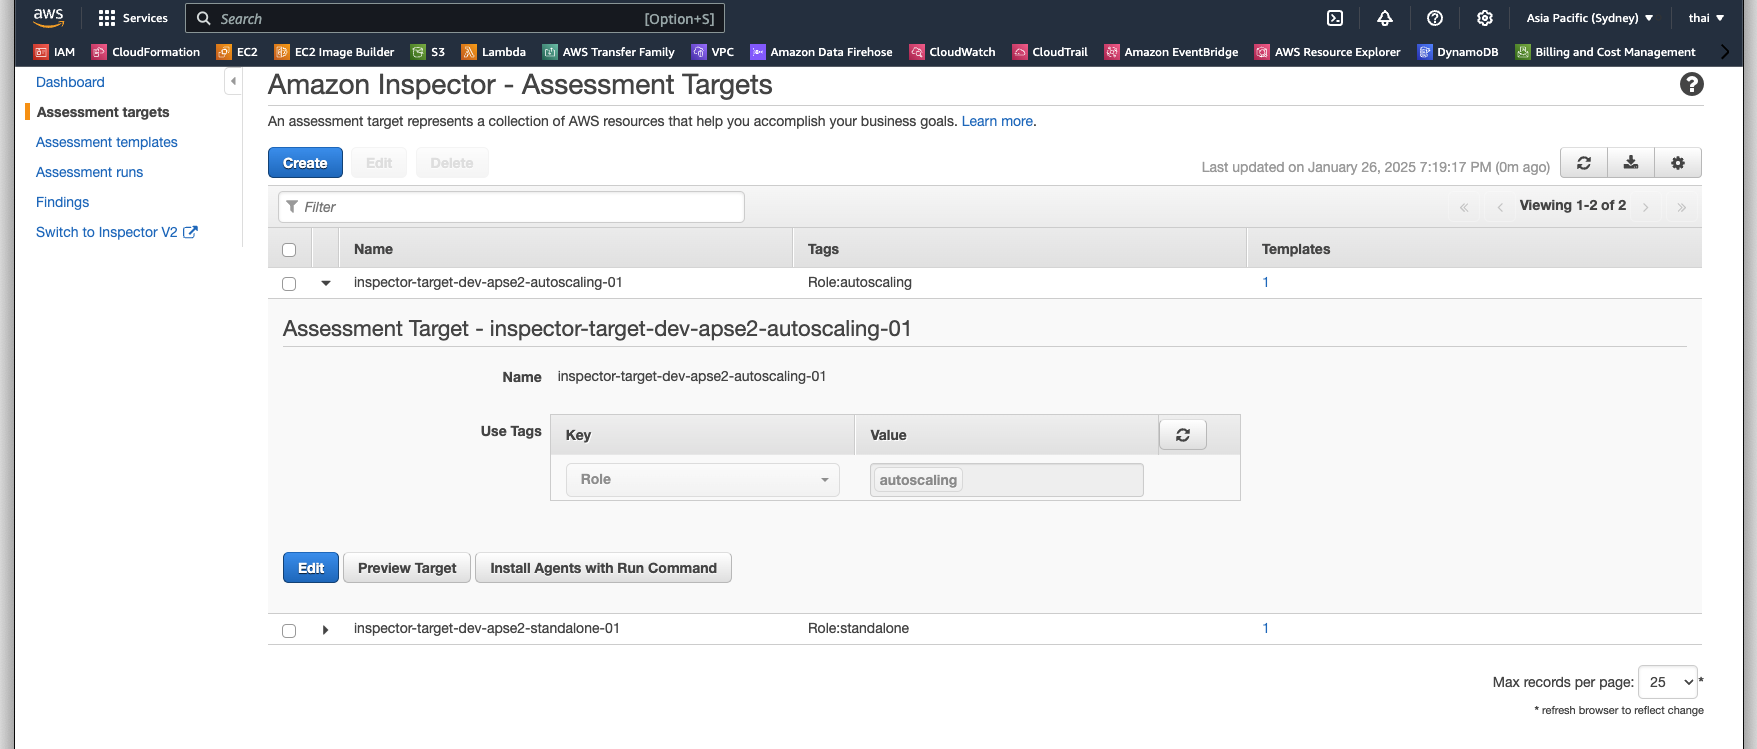 aws Services Search [Option+S] Asia Pacific (Sydney) thai
IAM CloudFormation EC2 EC2 Image Builder S3 Lambda AWS Transfer Family VPC Amazon Data Firehose CloudWatch CloudTrail Amazon EventBridge AWS Resource Explorer DynamoDB Billing and Cost Management
Dashboard
Assessment targets
Assessment templates
Assessment runs
Findings
Switch to Inspector V2
Amazon Inspector - Assessment Targets
An assessment target represents a collection of AWS resources that help you accomplish your business goals. Learn more.
Create Edit Delete Last updated on January 26, 2025 7:19:17 PM (0m ago)
Filter « ‹ Viewing 1-2 of 2 › »
Name Tags Templates
inspector-target-dev-apse2-autoscaling-01 Role:autoscaling 1
Assessment Target - inspector-target-dev-apse2-autoscaling-01
Name inspector-target-dev-apse2-autoscaling-01
Use Tags Key Value
Role autoscaling
Edit Preview Target Install Agents with Run Command
inspector-target-dev-apse2-standalone-01 Role:standalone 1
Max records per page: 25 *
* refresh browser to reflect change